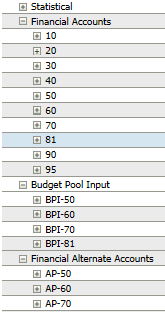 Statistical
Financial Accounts
10
20
30
40
50
60
70
81
90
95
Budget Pool Input
BPI-50
BPI-60
BPI-70
BPI-81
Financial Alternate Accounts
AP-50
AP-60
AP-70